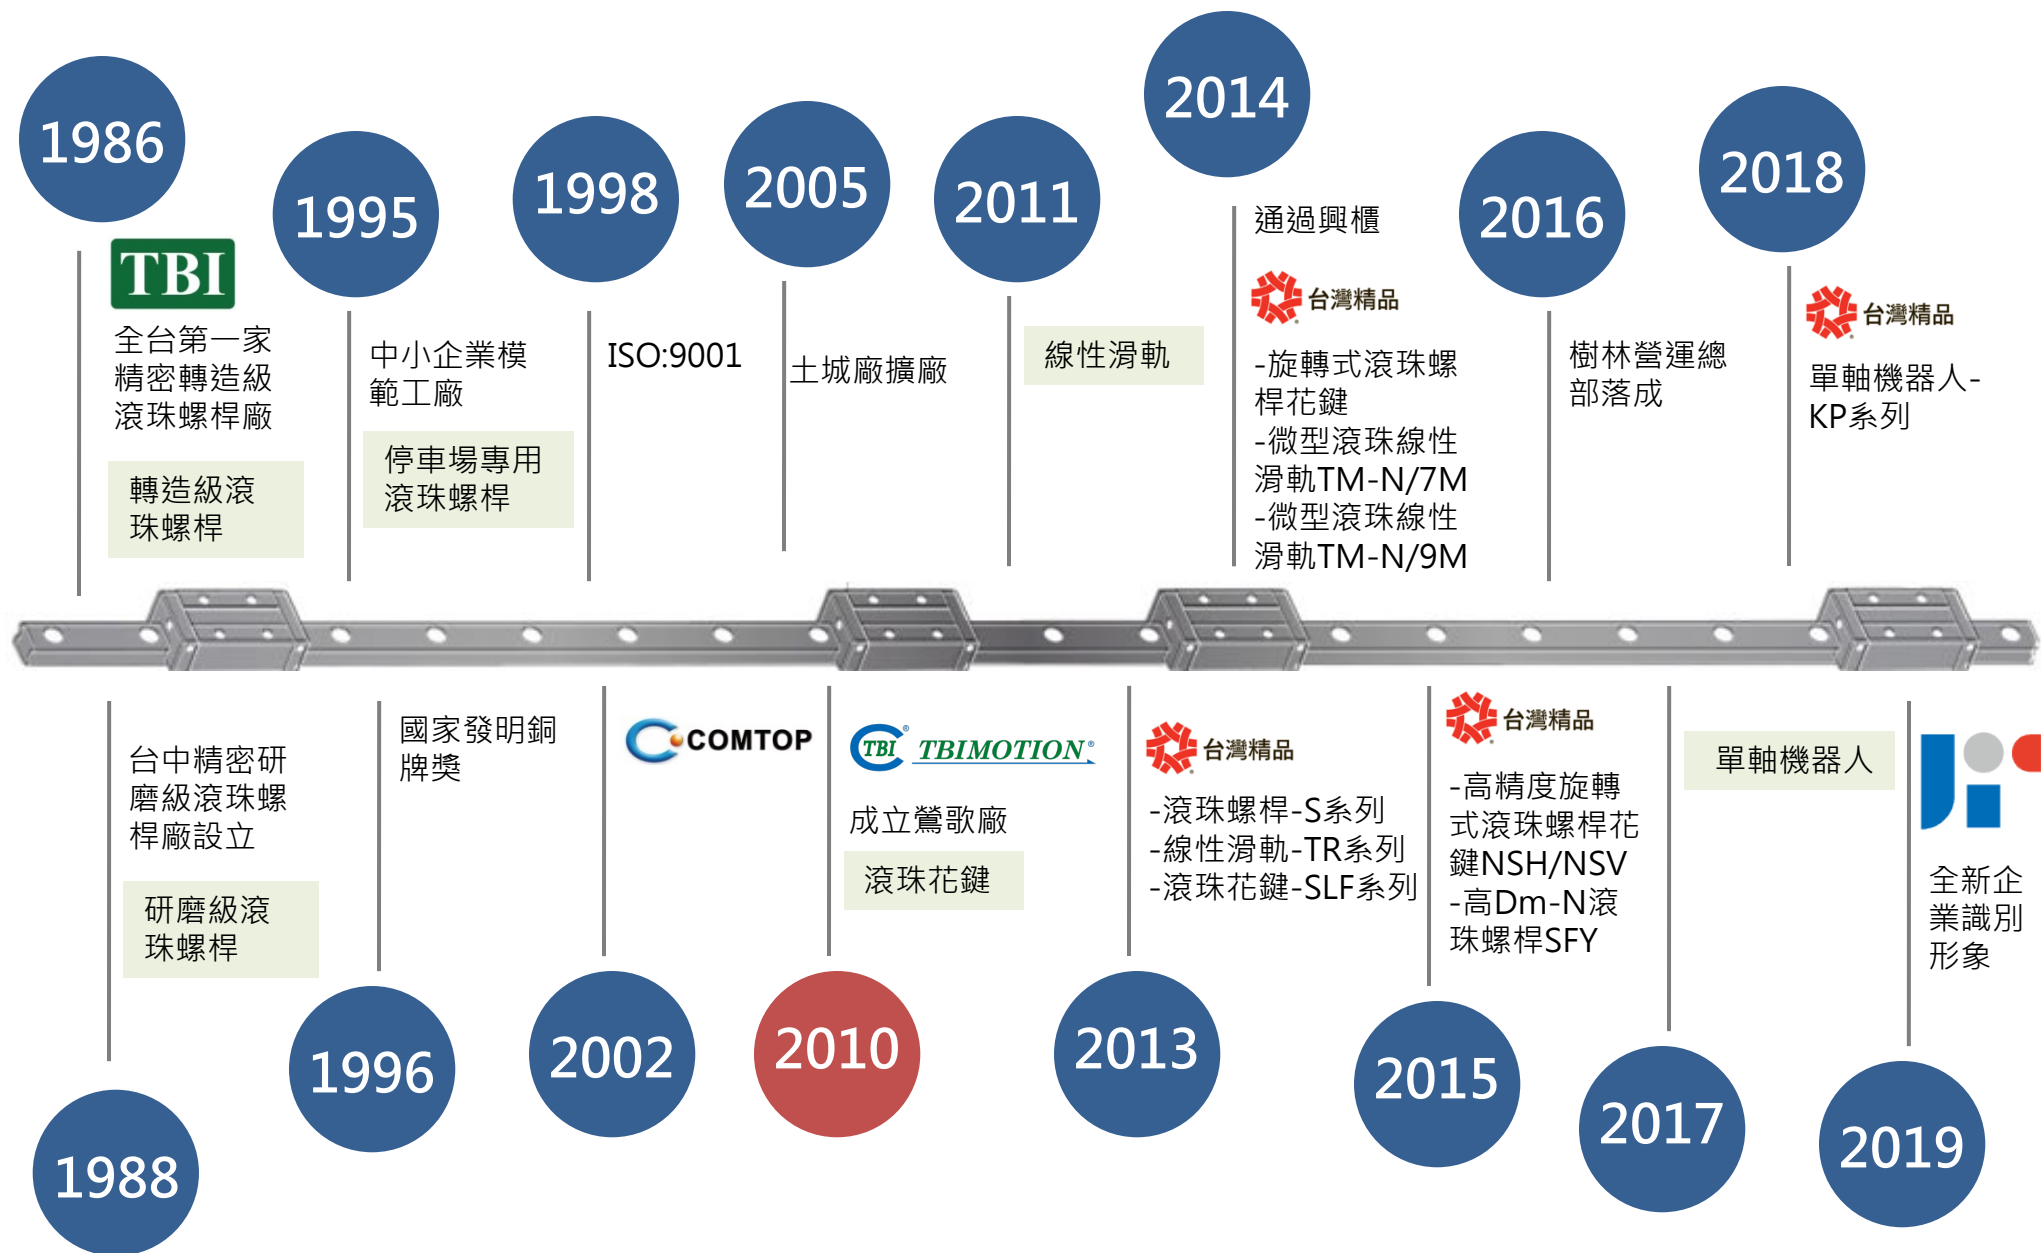 1986
TBI
全台第一家
精密轉造級
滾珠螺桿廠
轉造級滾
珠螺桿
1995
中小企業模
範工廠
停車場專用
滾珠螺桿
1998
ISO:9001
2005
土城廠擴廠
2011
線性滑軌
2014
通過興櫃
台灣精品
-旋轉式滾珠螺
桿花鍵
-微型滾珠線性
滑軌TM-N/7M
-微型滾珠線性
滑軌TM-N/9M
2016
樹林營運總
部落成
2018
台灣精品
單軸機器人-
KP系列
台中精密研
磨級滾珠螺
桿廠設立
研磨級滾
珠螺桿
1988
國家發明銅
牌獎
1996
COMTOP
2002
TBI TBIMOTION®
成立鶯歌廠
滾珠花鍵
2010
台灣精品
-滾珠螺桿-S系列
-線性滑軌-TR系列
-滾珠花鍵-SLF系列
2013
台灣精品
-高精度旋轉
式滾珠螺桿花
鍵NSH/NSV
-高Dm-N滾
珠螺桿SFY
2015
單軸機器人
2017
全新企
業識別
形象
2019